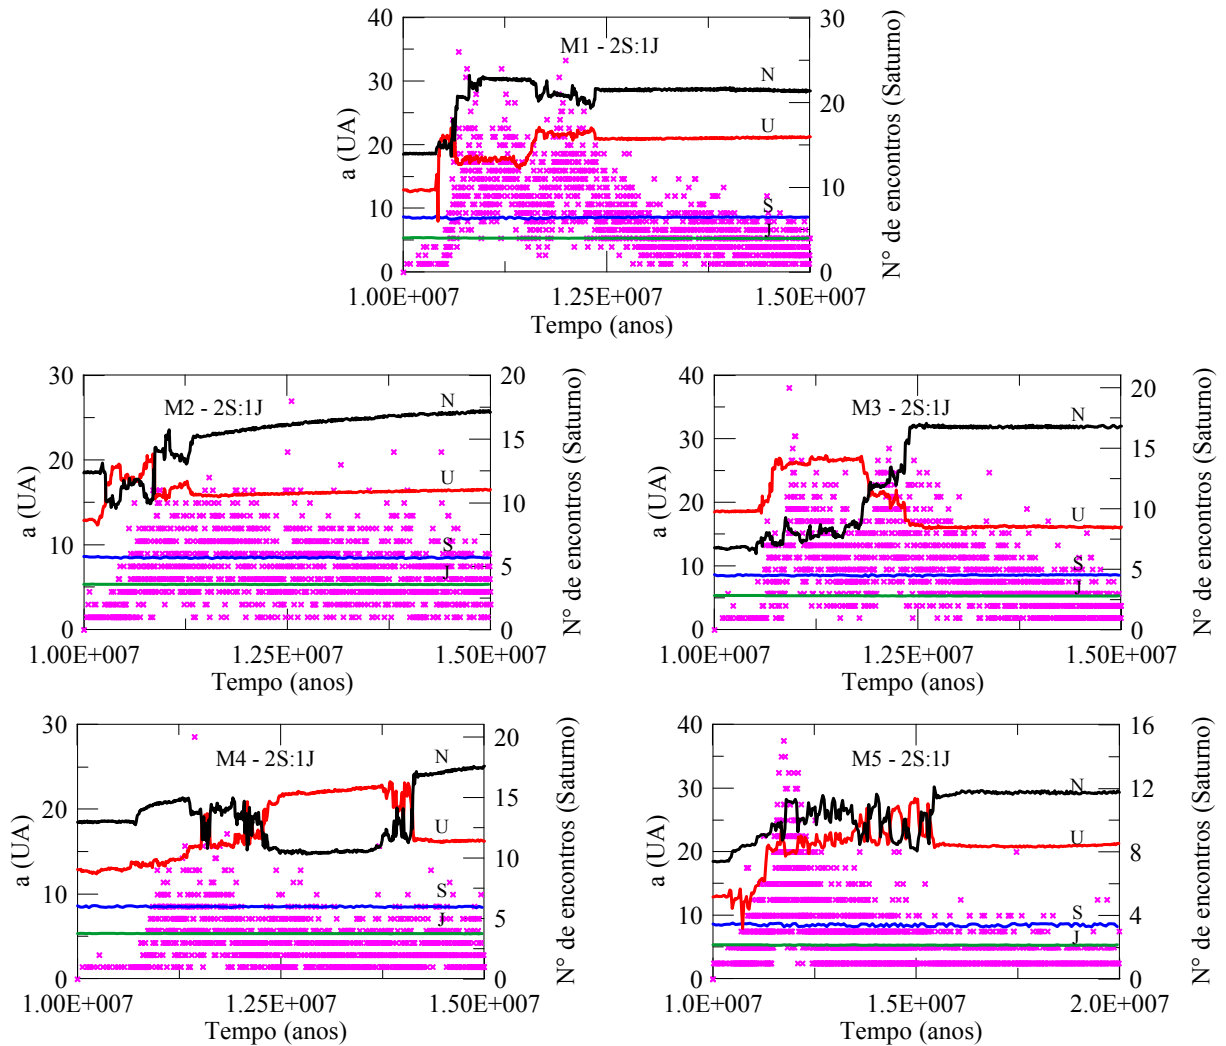 40
30
20
10
0
a (UA)
M1 - 2S:1J
N
U
S
J
30
20
10
0
N° de encontros (Saturno)
1.00E+007
1.25E+007
1.50E+007
Tempo (anos)
30
20
10
0
a (UA)
M2 - 2S:1J
N
U
S
J
20
15
10
5
0
N° de encontros (Saturno)
1.00E+007
1.25E+007
1.50E+007
Tempo (anos)
40
30
20
10
0
a (UA)
M3 - 2S:1J
N
U
S
J
20
15
10
5
0
N° de encontros (Saturno)
1.00E+007
1.25E+007
1.50E+007
Tempo (anos)
30
20
10
0
a (UA)
M4 - 2S:1J
N
U
S
J
20
15
10
5
0
N° de encontros (Saturno)
1.00E+007
1.25E+007
1.50E+007
Tempo (anos)
40
30
20
10
0
a (UA)
M5 - 2S:1J
N
U
S
J
16
12
8
4
0
N° de encontros (Saturno)
1.0E+007
1.5E+007
2.0E+007
Tempo (anos)